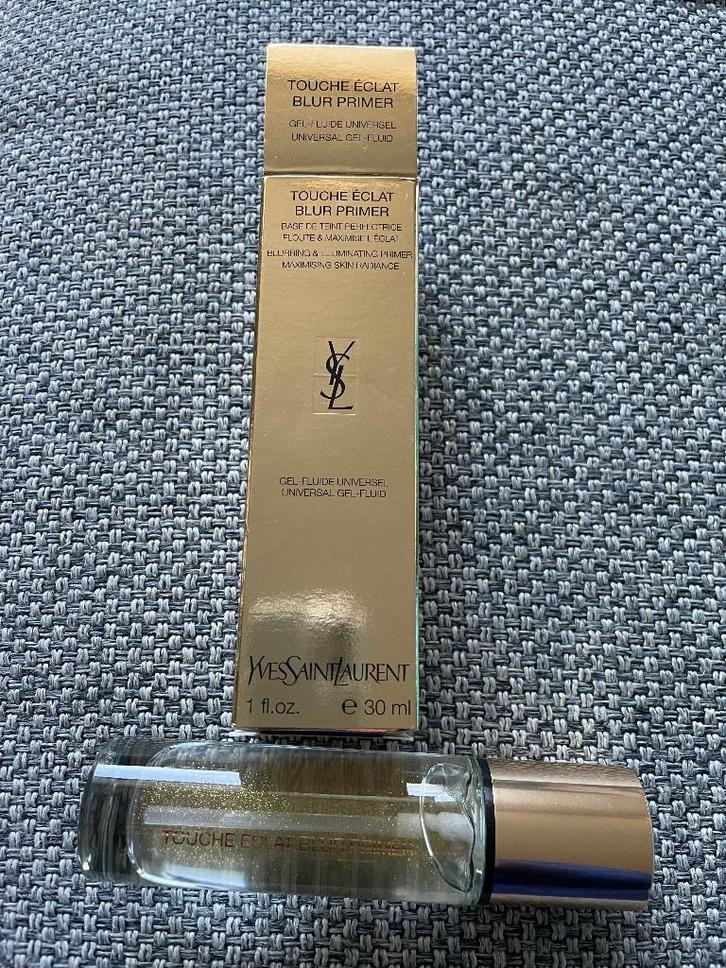 TOUCHE ÉCLAT
BLUR PRIMER
GEL-FLUIDE UNIVERSEL
UNIVERSAL GEL-FLUID
TOUCHE ÉCLAT
BLUR PRIMER
BASE DE TEINT PERFECTRICE
FLOUTE & MAXIMISE L'ÉCLAT
BLURRING & ILLUMINATING PRIMER
MAXIMISING SKIN RADIANCE
YSL
GEL-FLUIDE UNIVERSEL
UNIVERSAL GEL-FLUID
YVESSAINTLAURENT
1 fl.oz. e 30 ml
TOUCHE ÉCLAT BLUR PRIMER